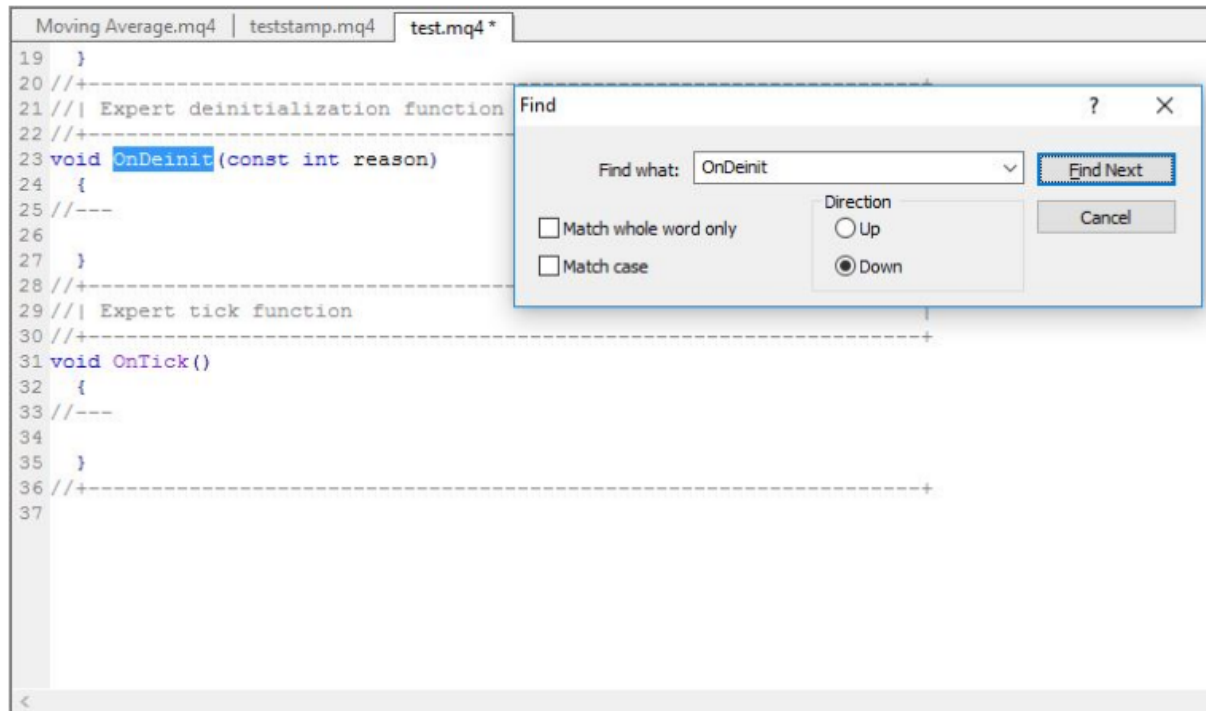 Moving Average.mq4 teststamp.mq4 test.mq4 *
19 }
20 //+------------------------------------------------------------------+
21 //| Expert deinitialization function
22 //+----------------------------------
23 void OnDeinit(const int reason)
24 {
25 //---
26
27 }
28 //+----------------------------------
29 //| Expert tick function |
30 //+------------------------------------------------------------------+
31 void OnTick()
32 {
33 //---
34
35 }
36 //+------------------------------------------------------------------+
37
Find ?
Find what: OnDeinit Find Next
Direction
Match whole word only Up Cancel
Match case Down